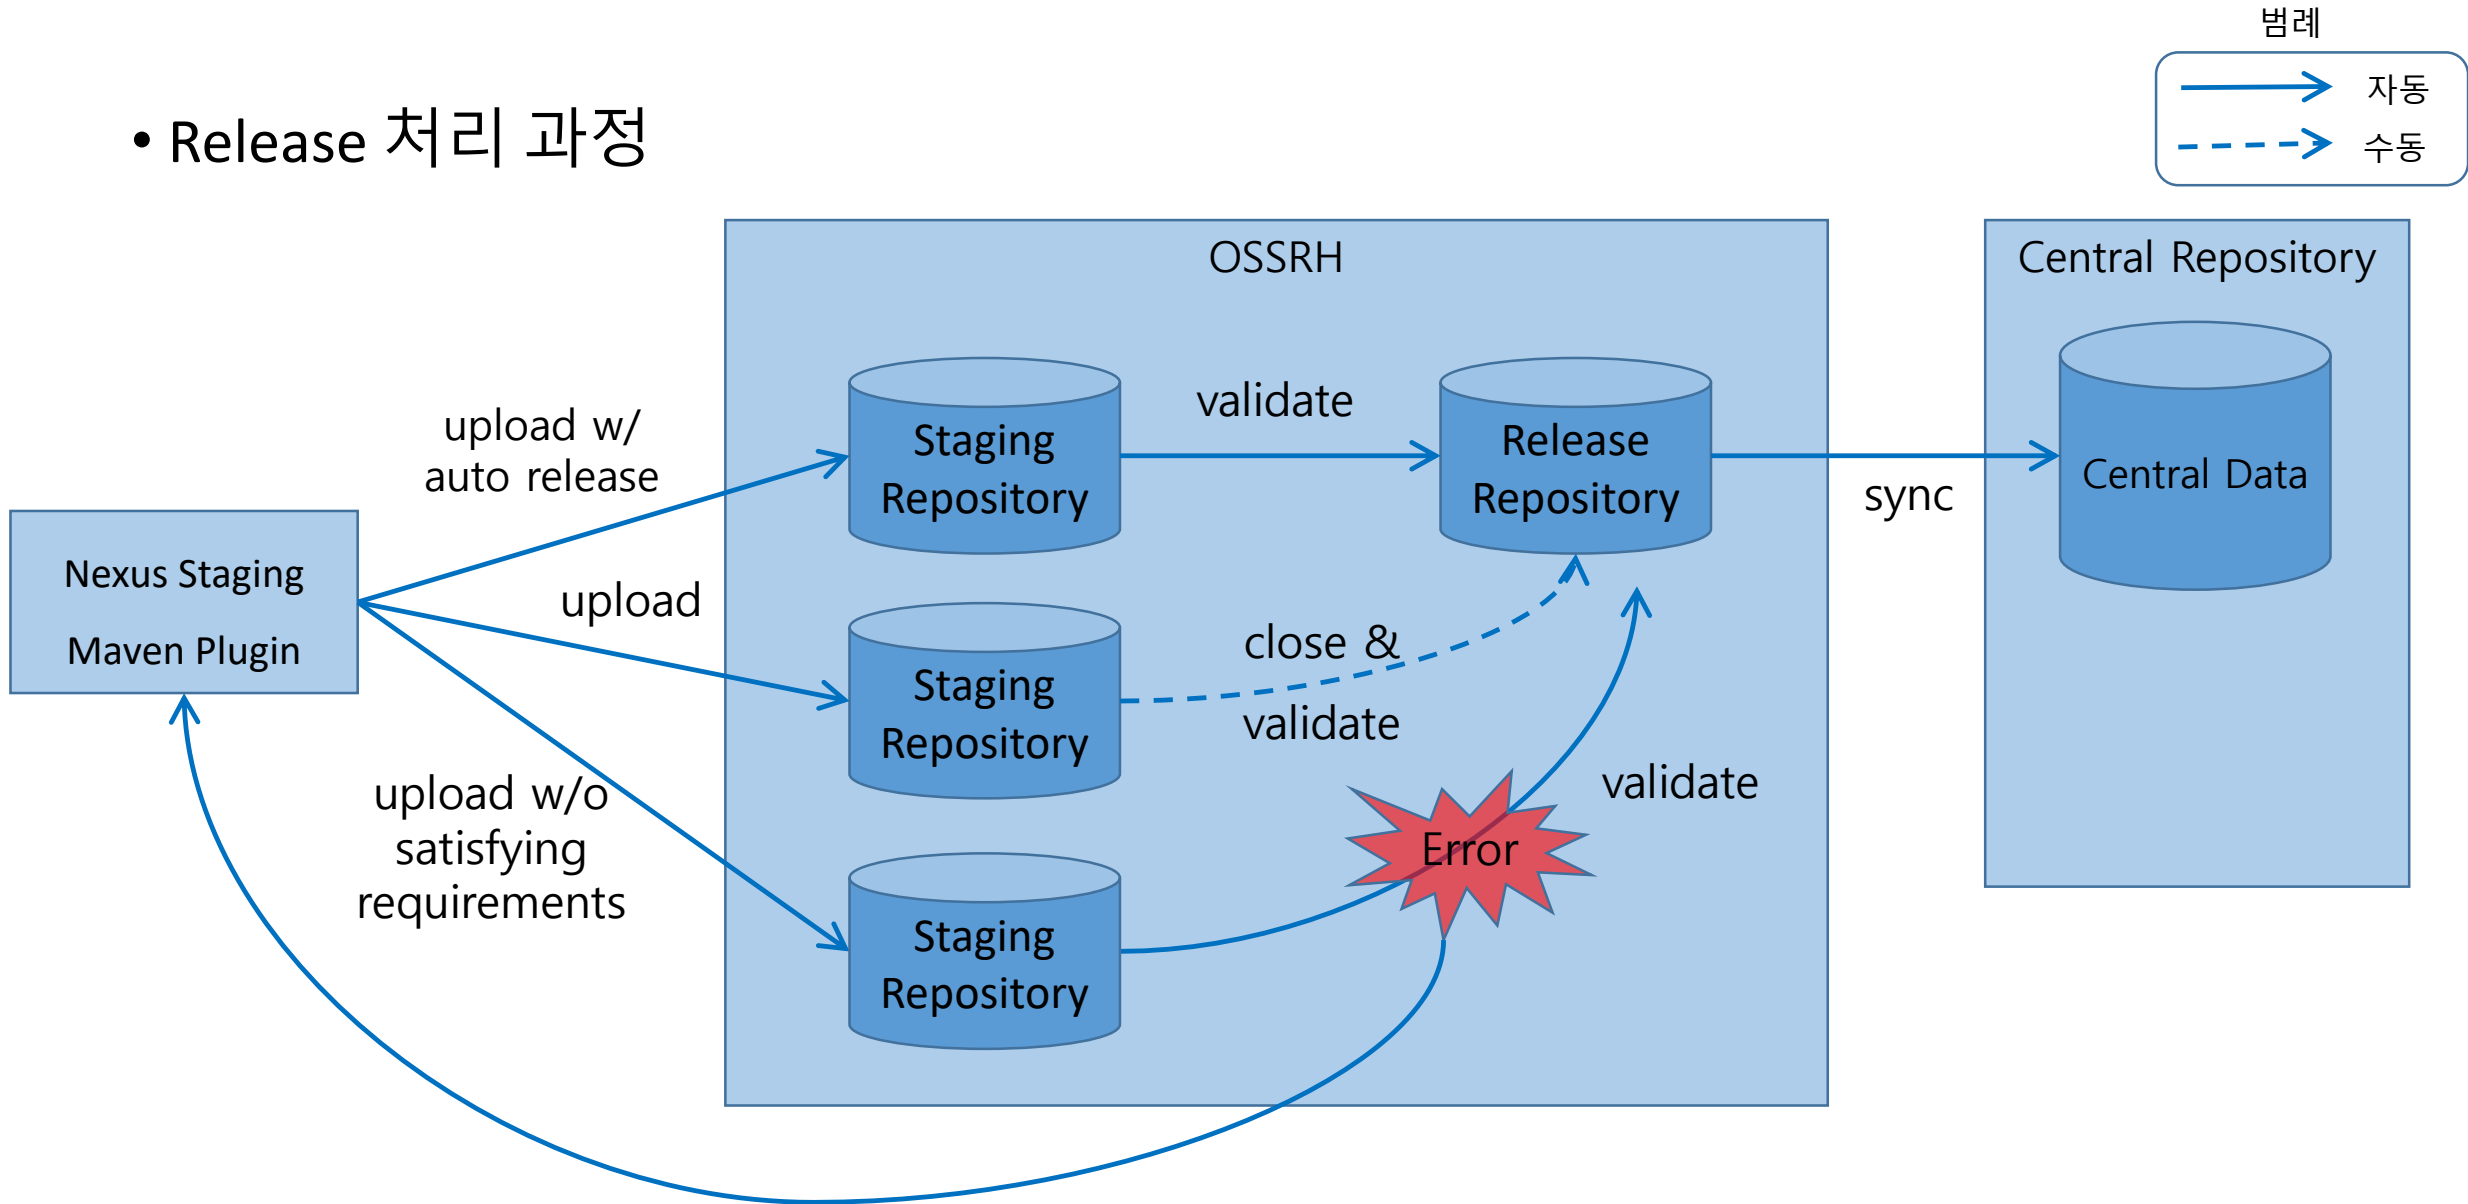 범례
자동
수동
• Release 처리 과정
OSSRH
Central Repository
upload w/
auto release
Staging
Repository
validate
Release
Repository
sync
Central Data
Nexus Staging
Maven Plugin
upload
Staging
Repository
close &
validate
upload w/o
satisfying
requirements
Staging
Repository
Error
validate